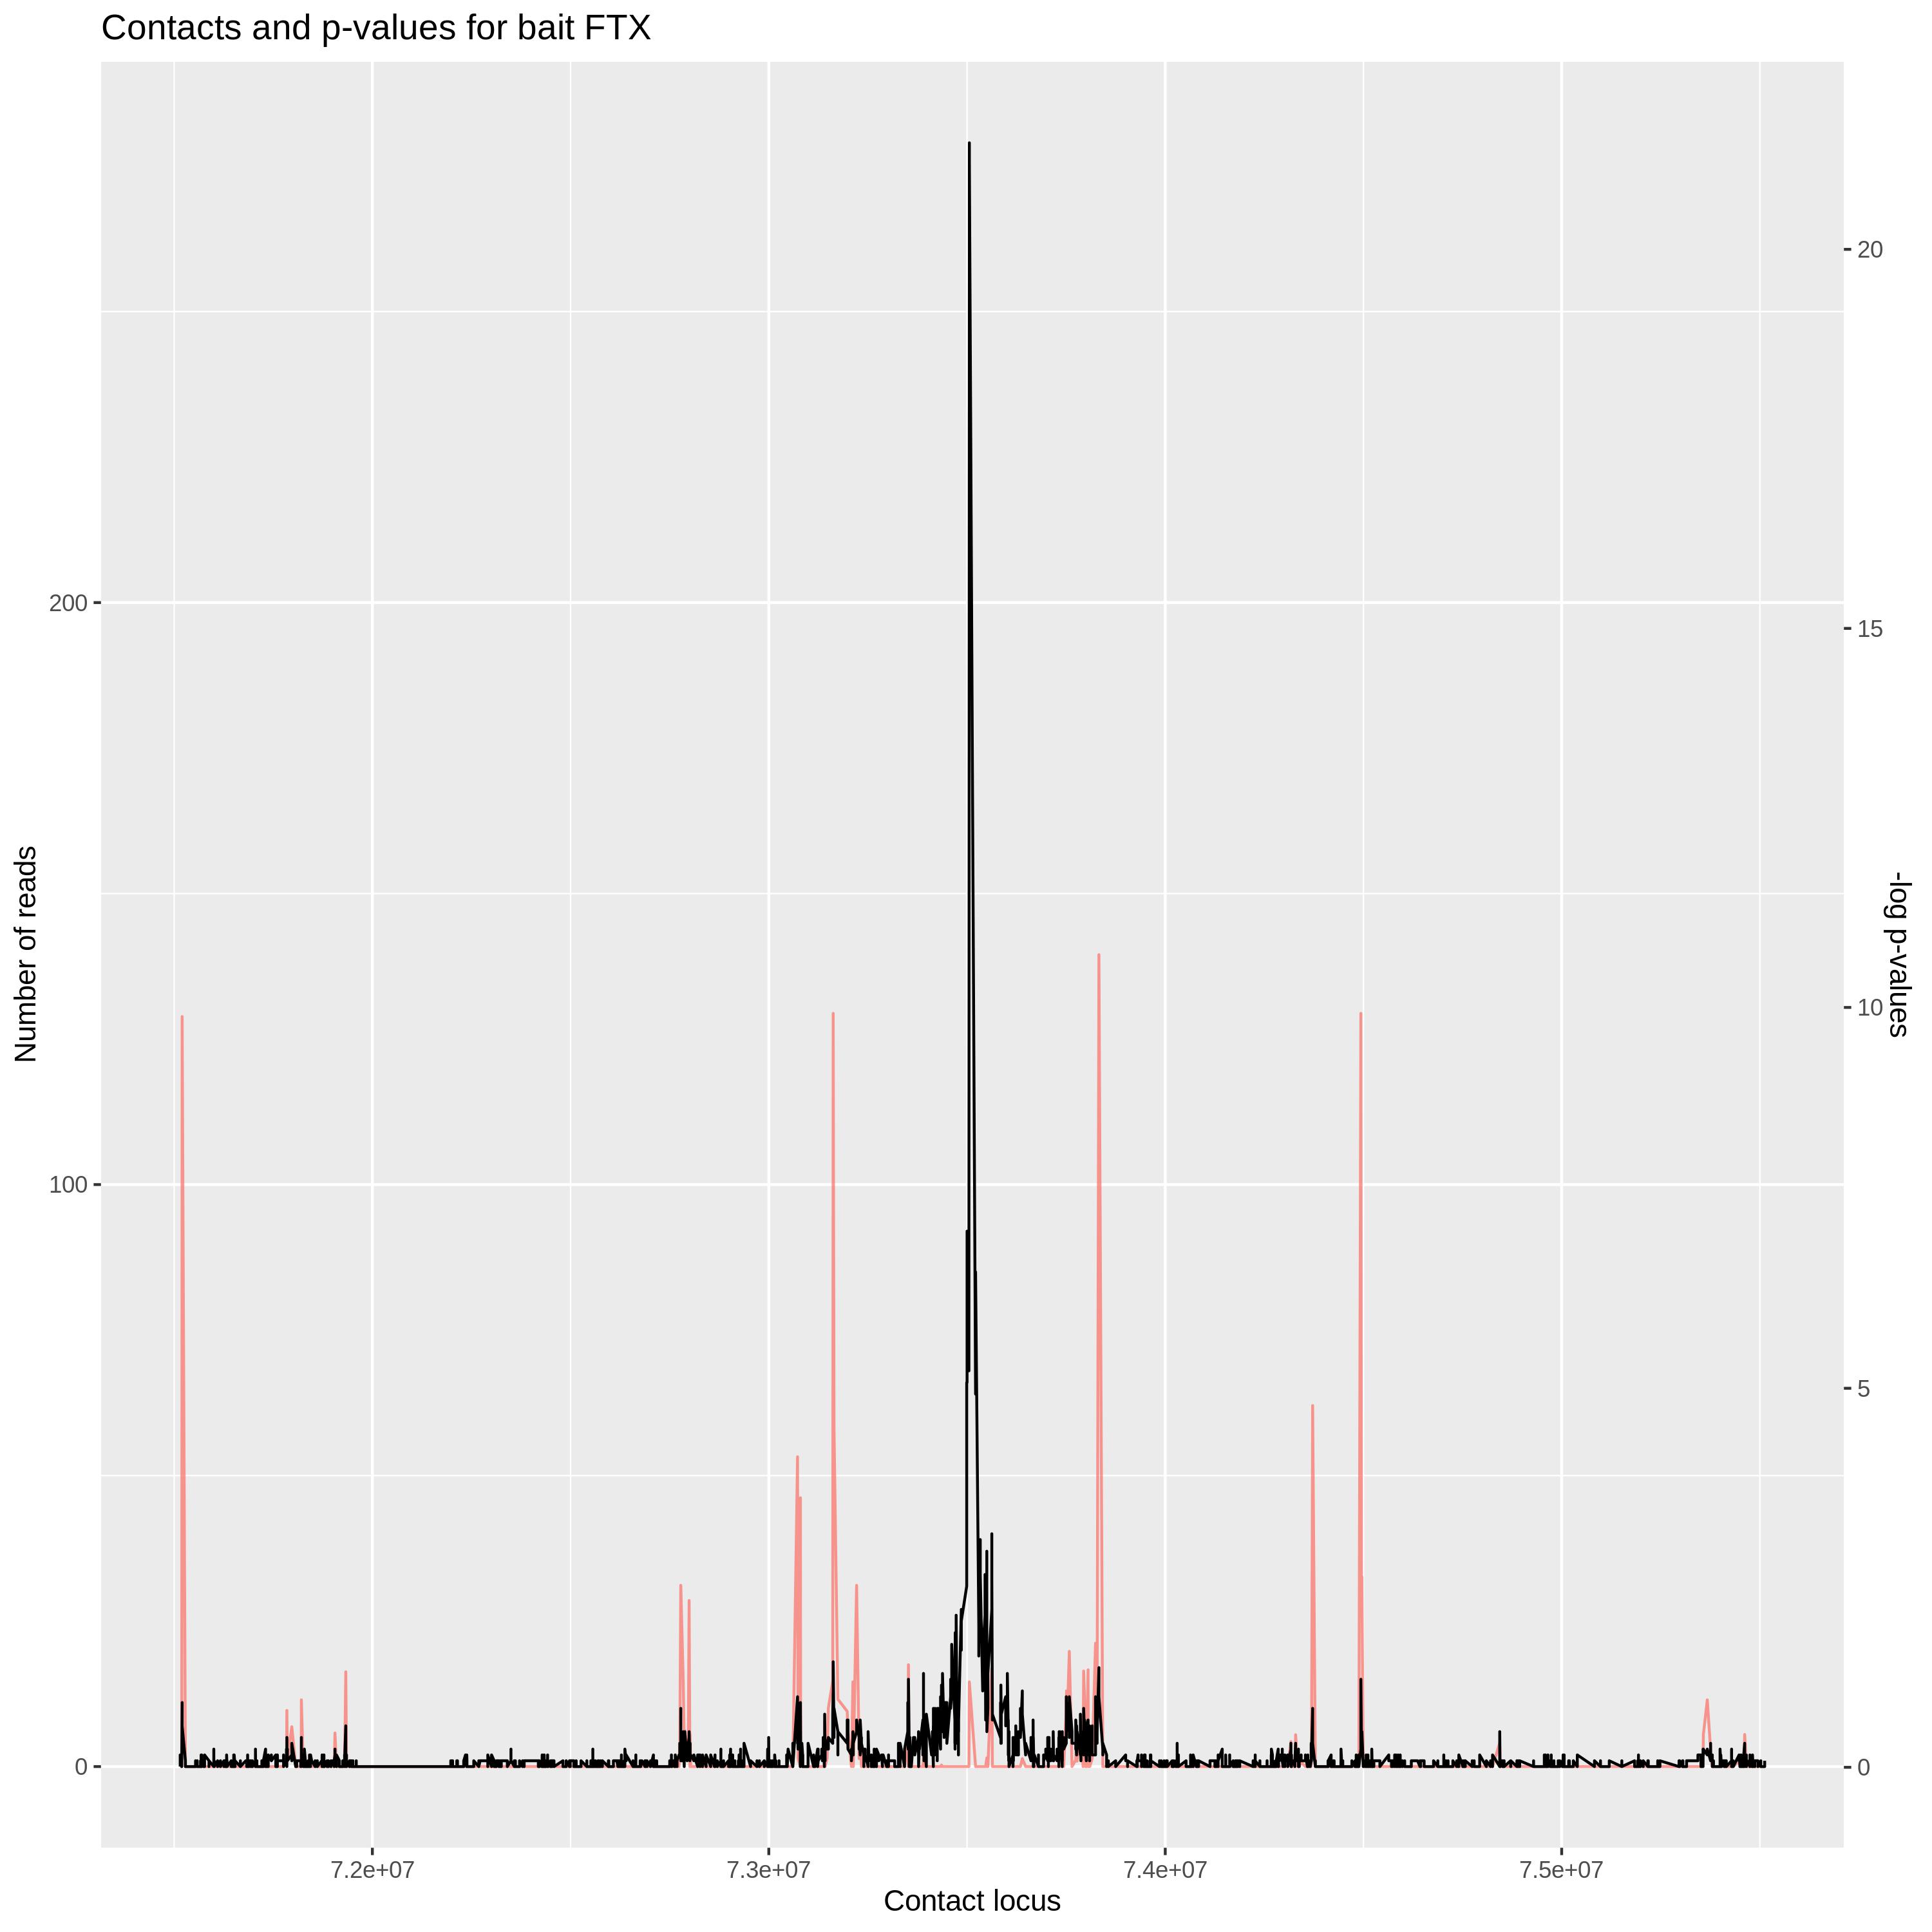 Contacts and p-values for bait FTX
Number of reads
200
100
0
20
15
10
5
0
-log p-values
7.2e+07
7.3e+07
7.4e+07
7.5e+07
Contact locus